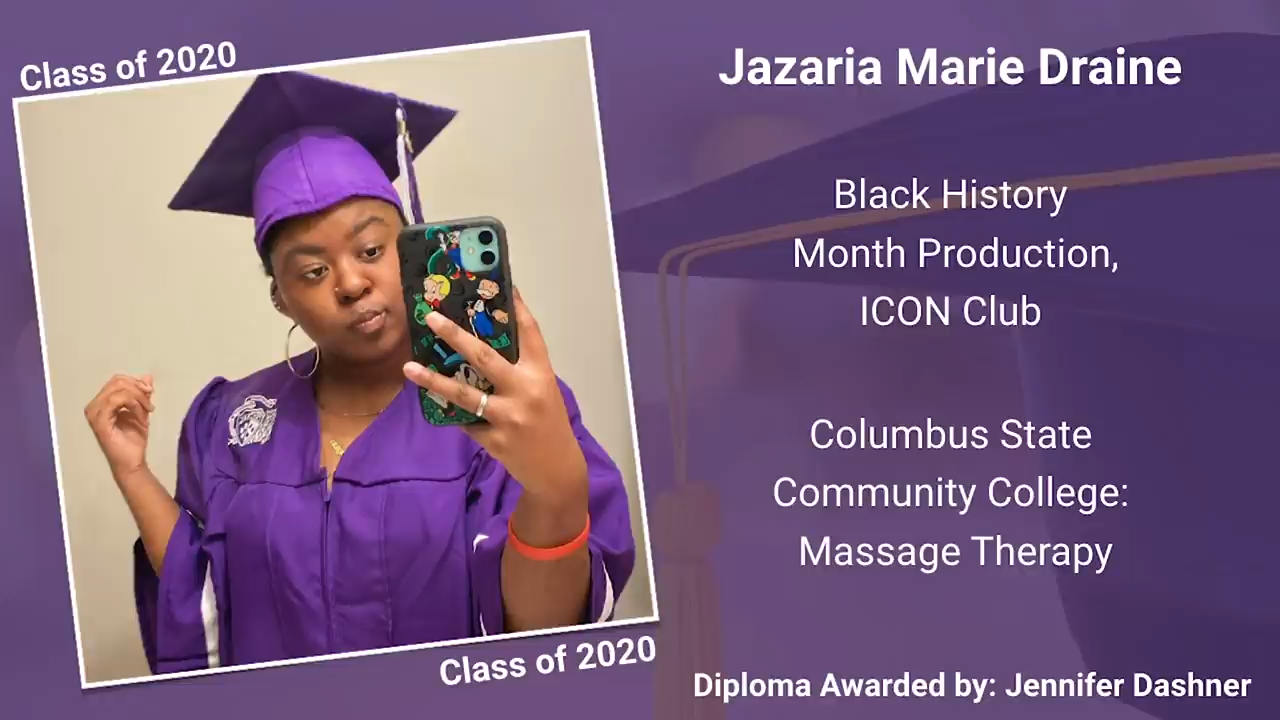 Class of 2020
Jazaria Marie Draine
Black History
Month Production,
ICON Club
Columbus State
Community College:
Massage Therapy
Class of 2020
Diploma Awarded by: Jennifer Dashner